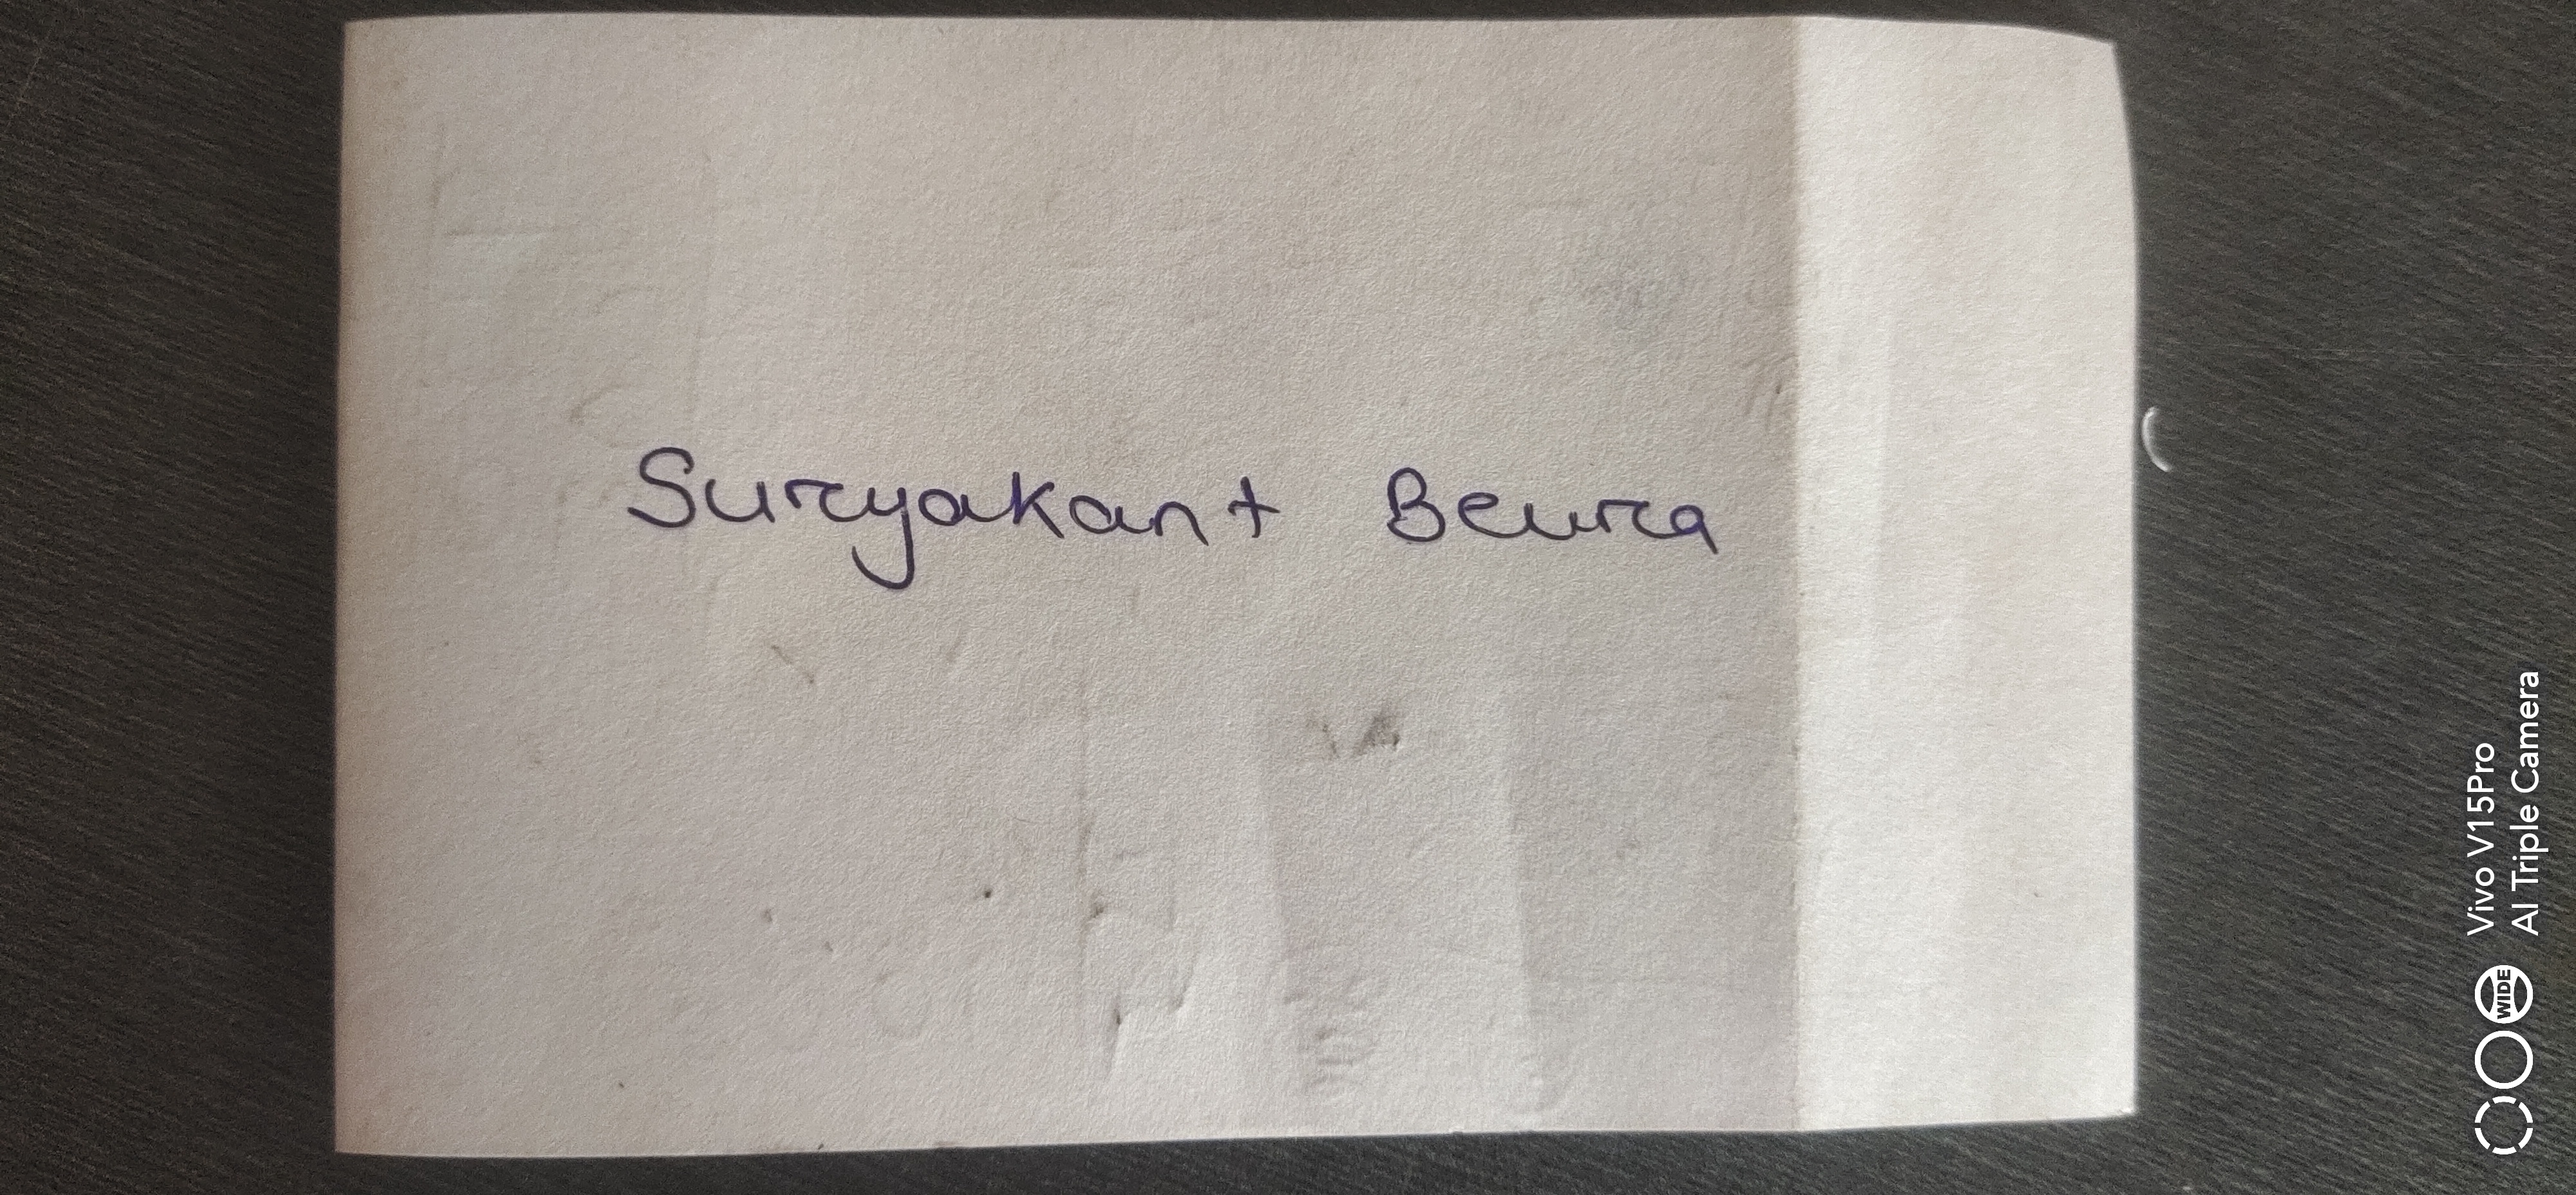 Suryakant Beura
Vivo V15Pro
AI Triple Camera
WIDE